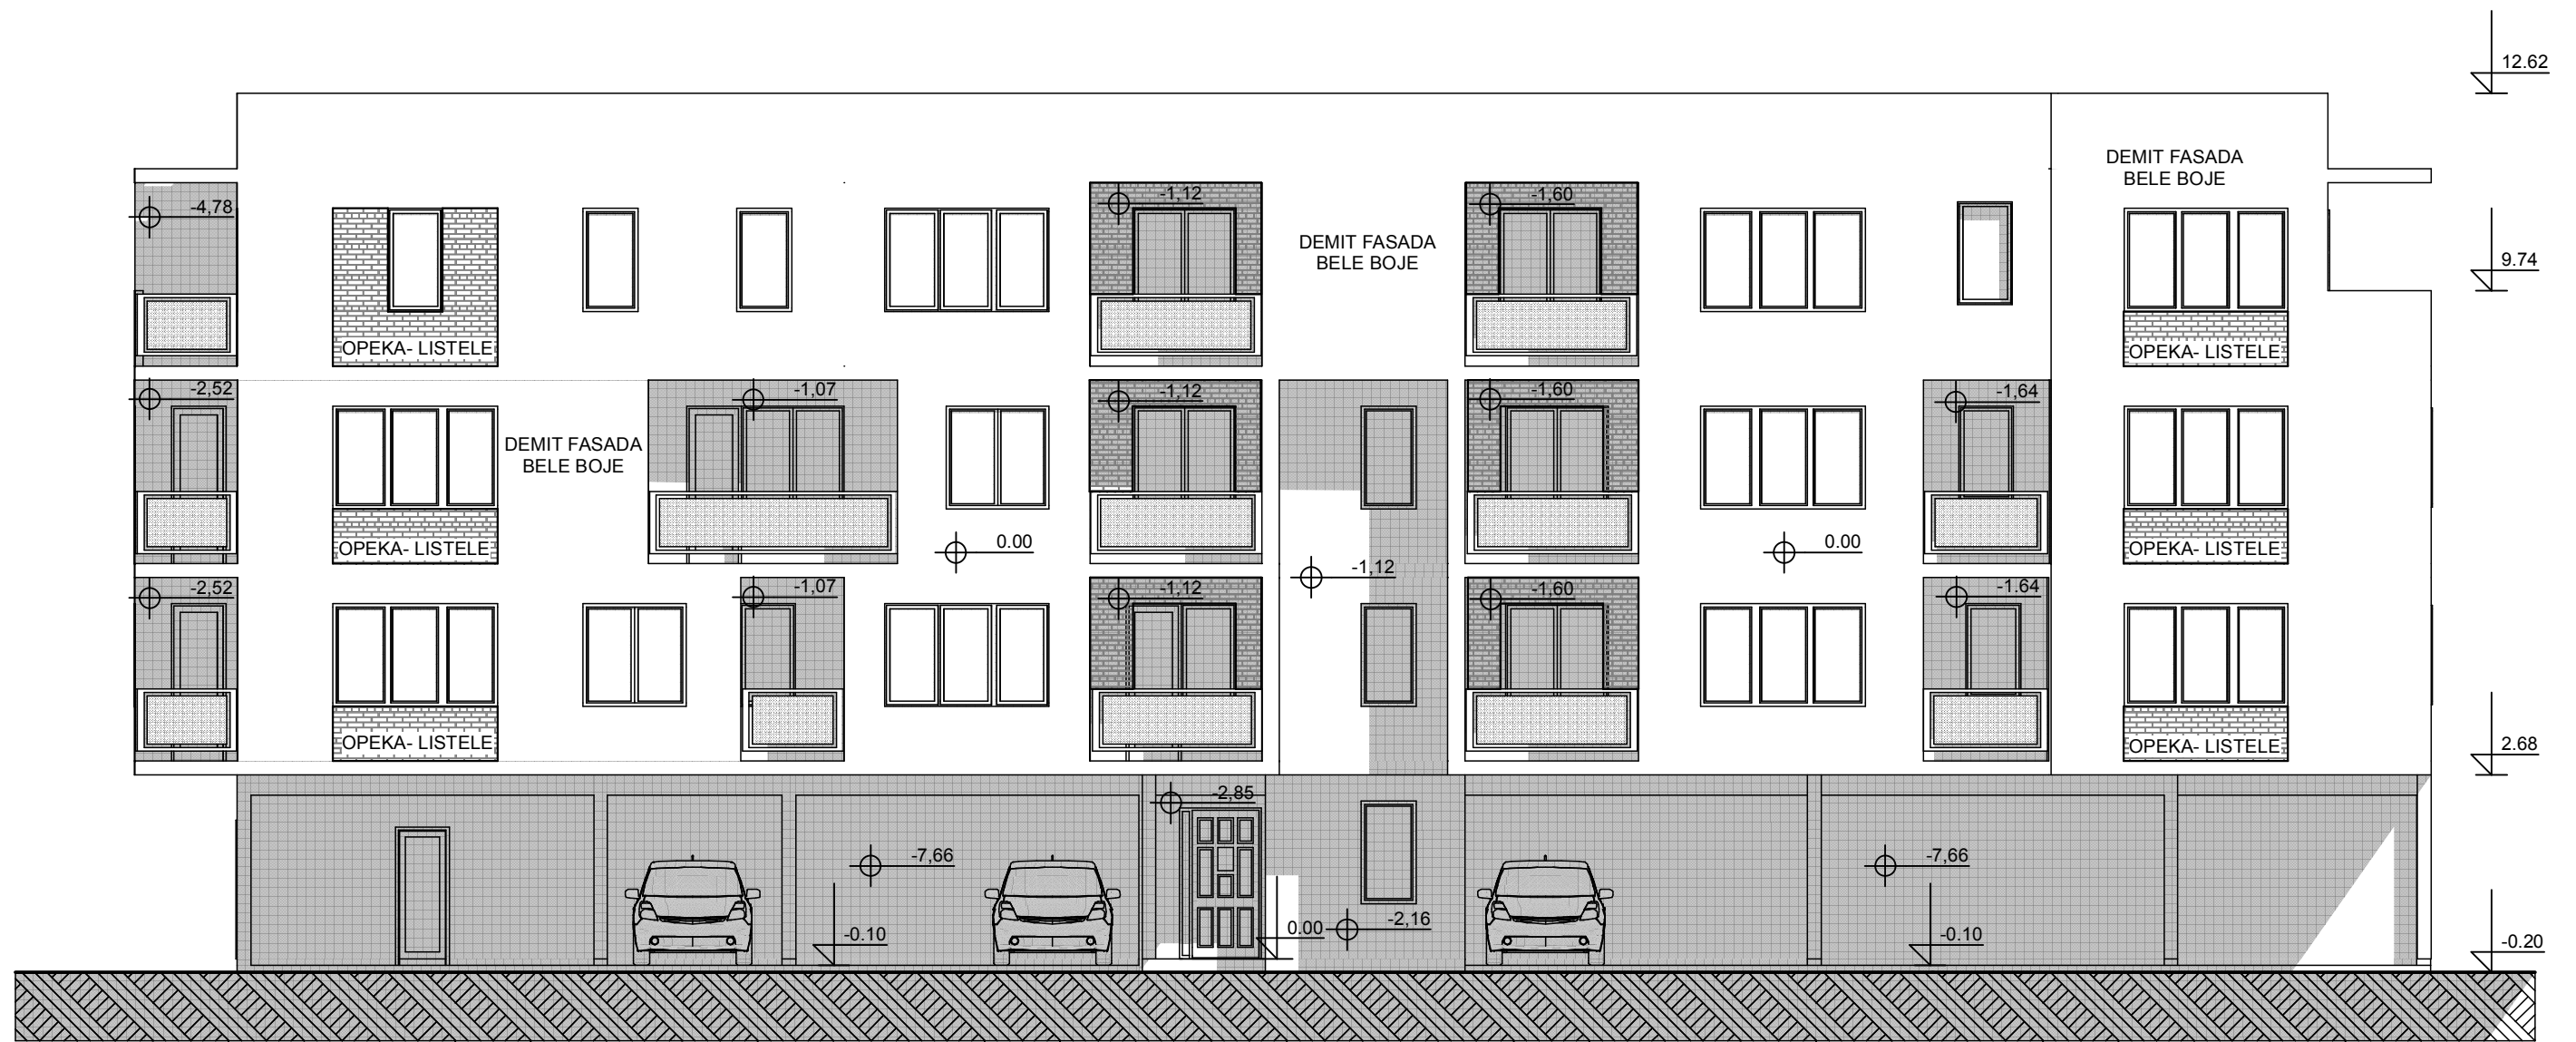 12.62
DEMIT FASADA
BELE BOJE
-4,78
-1,12
-1,60
DEMIT FASADA
BELE BOJE
9.74
OPEKA- LISTELE
OPEKA- LISTELE
-2,52
-1,07
-1,12
-1,60
-1,64
DEMIT FASADA
BELE BOJE
OPEKA- LISTELE
0.00
0.00
OPEKA- LISTELE
-1,12
-2,52
-1,07
-1,12
-1,60
-1.64
OPEKA- LISTELE
OPEKA- LISTELE
2.68
-2,85
-7,66
-7,66
-2,16
0.00
-0.10
-0.10
-0.20